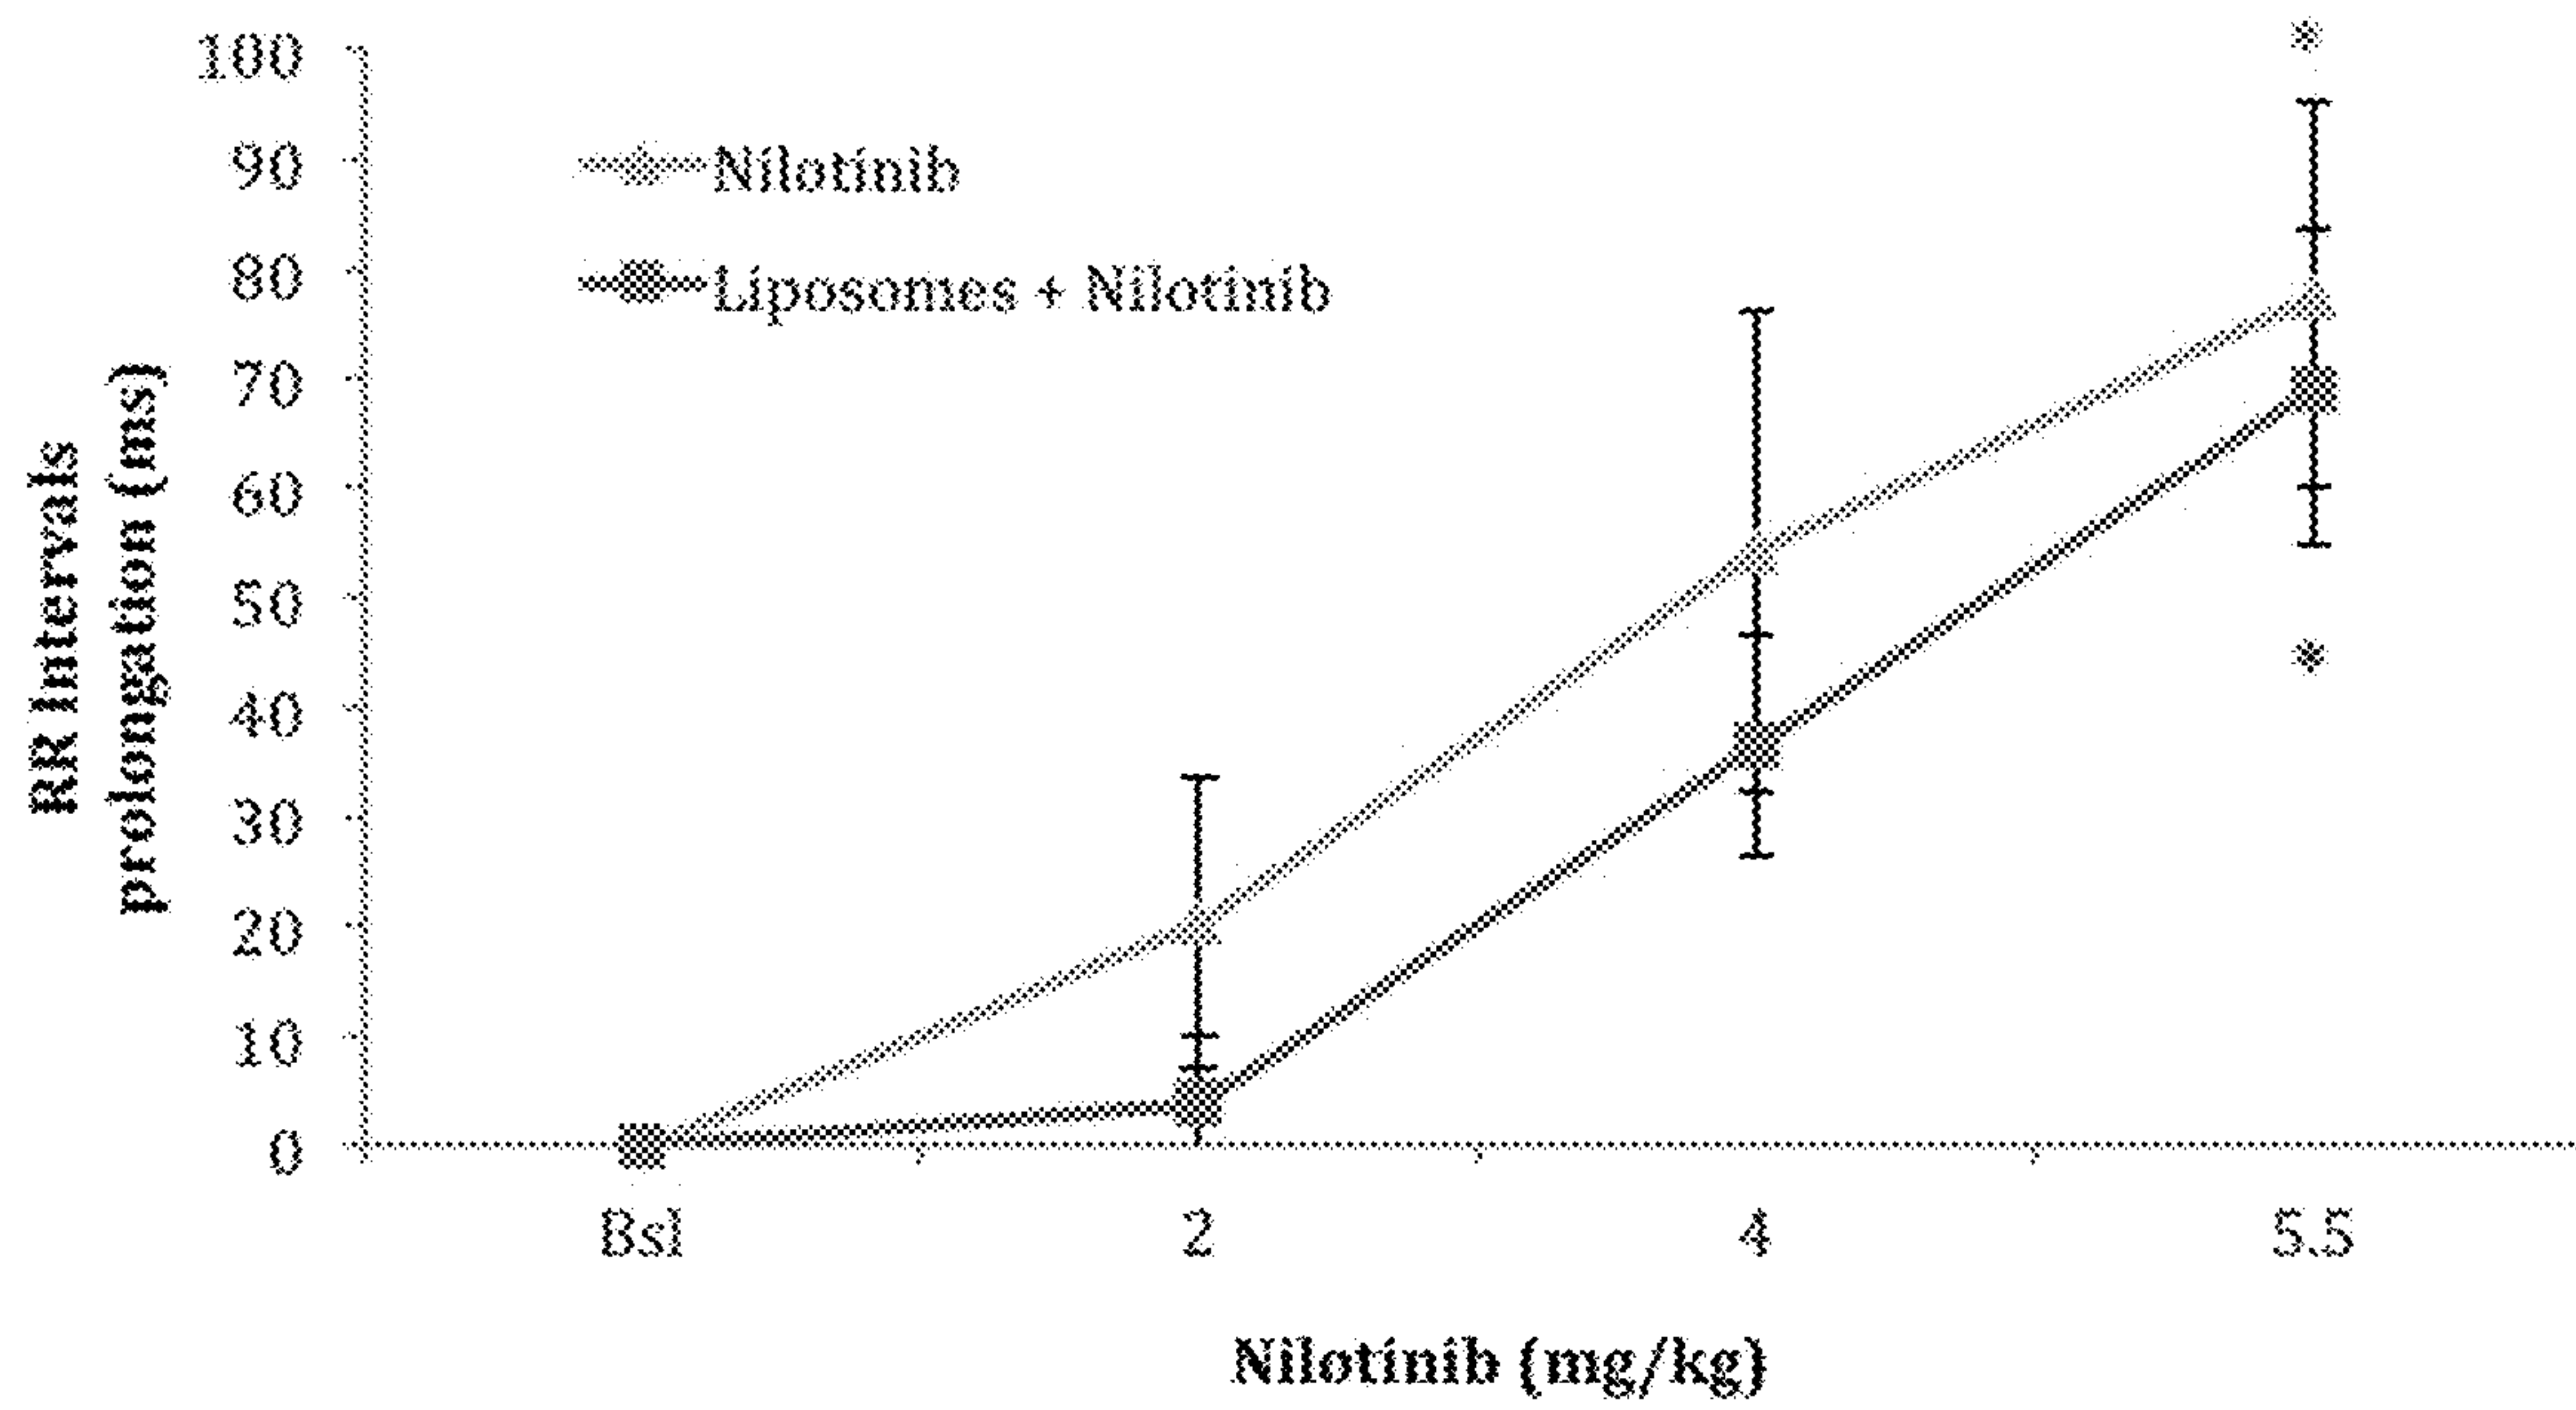 100
90
80
70
60
50
40
30
20
10
0
RR Intervals
prolongation (ms)
Nilotinib
Liposomes + Nilotinib
*
*
Bsl
2
4
5.5
Nilotinib (mg/kg)